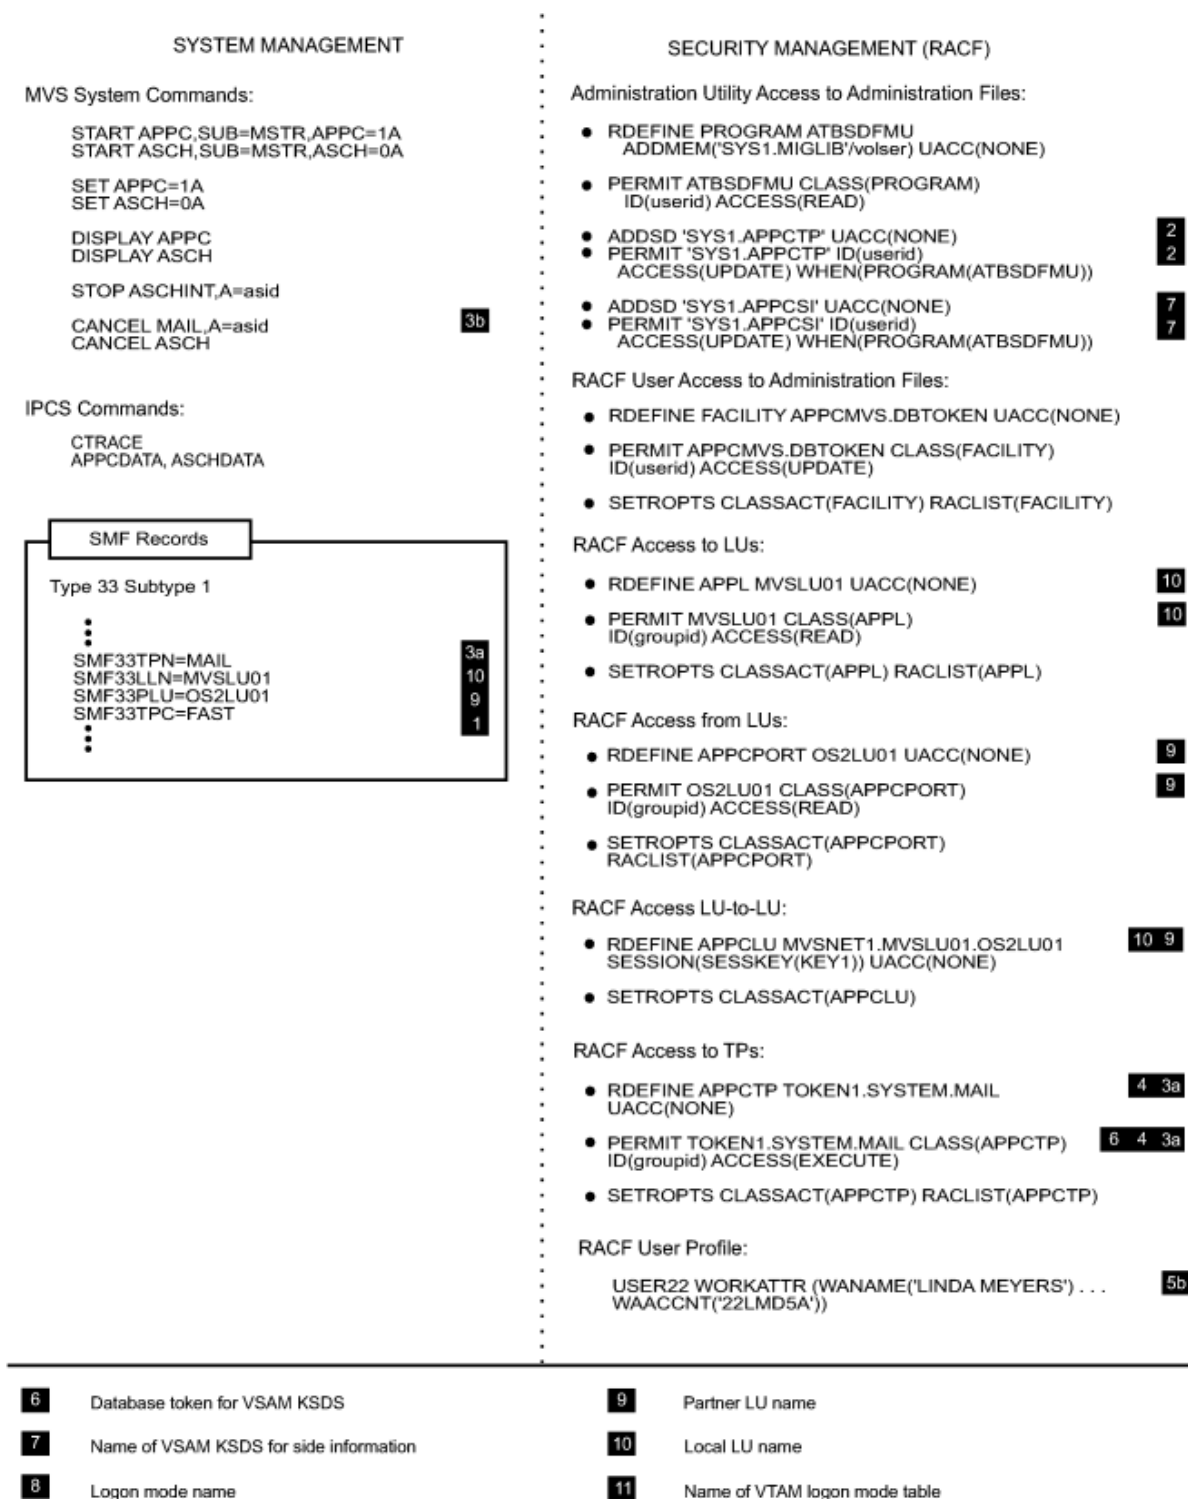 SYSTEM MANAGEMENT
MVS System Commands:
START APPC,SUB=MSTR,APPC=1A
START ASCH,SUB=MSTR,ASCH=0A
SET APPC=1A
SET ASCH=0A
DISPLAY APPC
DISPLAY ASCH
STOP ASCHINT,A=asid
CANCEL MAIL,A=asid 3b
CANCEL ASCH
IPCS Commands:
CTRACE
APPCDATA, ASCHDATA
SMF Records
Type 33 Subtype 1
SMF33TPN=MAIL 3a
SMF33LLN=MVSLU01 10
SMF33PLU=OS2LU01 9
SMF33TPC=FAST 1
SECURITY MANAGEMENT (RACF)
Administration Utility Access to Administration Files:
● RDEFINE PROGRAM ATBSDFMU
ADDMEM('SYS1.MIGLIB'/volser) UACC(NONE)
● PERMIT ATBSDFMU CLASS(PROGRAM)
ID(userid) ACCESS(READ)
● ADDSD 'SYS1.APPCTP' UACC(NONE) 2
● PERMIT 'SYS1.APPCTP' ID(userid) 2
ACCESS(UPDATE) WHEN(PROGRAM(ATBSDFMU))
● ADDSD 'SYS1.APPCSI' UACC(NONE) 7
● PERMIT 'SYS1.APPCSI' ID(userid) 7
ACCESS(UPDATE) WHEN(PROGRAM(ATBSDFMU))
RACF User Access to Administration Files:
● RDEFINE FACILITY APPCMVS.DBTOKEN UACC(NONE)
● PERMIT APPCMVS.DBTOKEN CLASS(FACILITY)
ID(userid) ACCESS(UPDATE)
● SETROPTS CLASSACT(FACILITY) RACLIST(FACILITY)
RACF Access to LUs:
● RDEFINE APPL MVSLU01 UACC(NONE) 10
● PERMIT MVSLU01 CLASS(APPL) 10
ID(groupid) ACCESS(READ)
● SETROPTS CLASSACT(APPL) RACLIST(APPL)
RACF Access from LUs:
● RDEFINE APPCPORT OS2LU01 UACC(NONE) 9
● PERMIT OS2LU01 CLASS(APPCPORT) 9
ID(groupid) ACCESS(READ)
● SETROPTS CLASSACT(APPCPORT)
RACLIST(APPCPORT)
RACF Access LU-to-LU:
● RDEFINE APPCLU MVSNET1.MVSLU01.OS2LU01 10 9
SESSION(SESSKEY(KEY1)) UACC(NONE)
● SETROPTS CLASSACT(APPCLU)
RACF Access to TPs:
● RDEFINE APPCTP TOKEN1.SYSTEM.MAIL 4 3a
UACC(NONE)
● PERMIT TOKEN1.SYSTEM.MAIL CLASS(APPCTP) 6 4 3a
ID(groupid) ACCESS(EXECUTE)
● SETROPTS CLASSACT(APPCTP) RACLIST(APPCTP)
RACF User Profile:
USER22 WORKATTR (WANAME('LINDA MEYERS') . . . 5b
WAACCNT('22LMD5A'))
6 Database token for VSAM KSDS
7 Name of VSAM KSDS for side information
8 Logon mode name
9 Partner LU name
10 Local LU name
11 Name of VTAM logon mode table